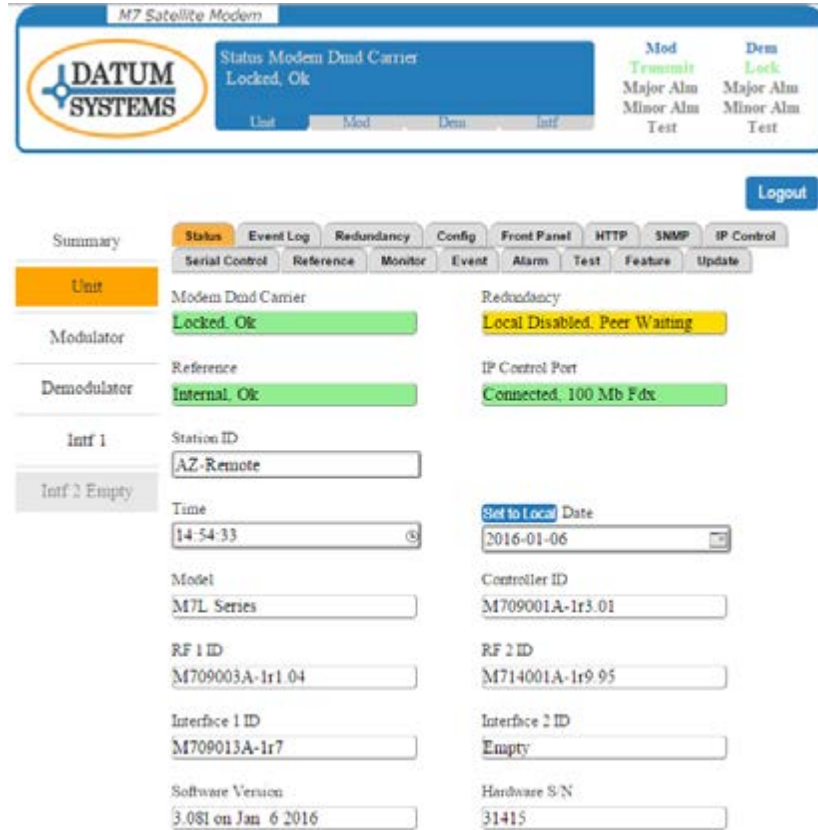 M7 Satellite Modem
DATUM
SYSTEMS
Status Modem Dmd Carrier
Locked, Ok
Unit Mod Dem Intf
Mod Dem
Transmit Lock
Major Alm Major Alm
Minor Alm Minor Alm
Test Test
Logout
Summary
Unit
Modulator
Demodulator
Intf 1
Intf 2 Empty
Status Event Log Redundancy Config Front Panel HTTP SNMP IP Control
Serial Control Reference Monitor Event Alarm Test Feature Update
Modem Dmd Carrier Redundancy
Locked, Ok Local Disabled, Peer Waiting
Reference IP Control Port
Internal, Ok Connected, 100 Mb Fdx
Station ID
AZ-Remote
Time Set to Local Date
14:54:33 2016-01-06
Model Controller ID
M7L Series M709001A-1r3.01
RF 1 ID RF 2 ID
M709003A-1r1.04 M714001A-1r9.95
Interface 1 ID Interface 2 ID
M709013A-1r7 Empty
Software Version Hardware S/N
on Jan 6 2016 31415